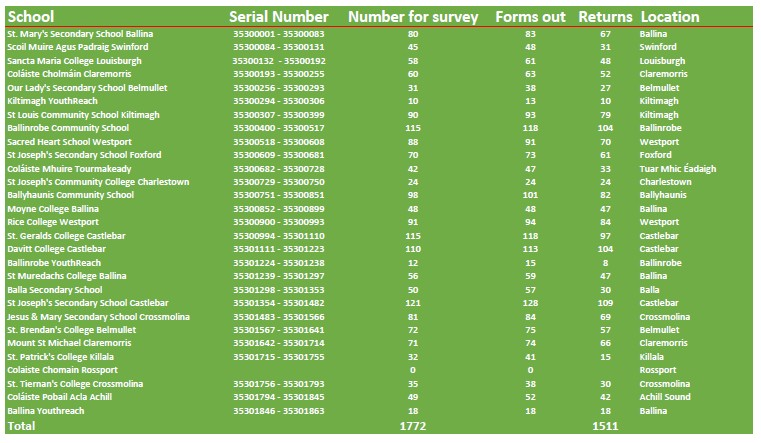 School Serial Number Number for survey Forms out Returns Location
St. Mary's Secondary School Ballina 35300001 - 35300083 80 83 67 Ballina
Scoil Muire Agus Padraig Swinford 35300084 - 35300131 45 48 31 Swinford
Sancta Maria College Louisburgh 35300132 - 35300192 58 61 48 Louisburgh
Coláiste Cholmáin Claremorris 35300193 - 35300255 60 63 52 Claremorris
Our Lady's Secondary School Belmullet 35300256 - 35300293 31 38 27 Belmullet
Kiltimagh YouthReach 35300294 - 35300306 10 13 10 Kiltimagh
St Louis Community School Kiltimagh 35300307 - 35300399 90 93 79 Kiltimagh
Ballinrobe Community School 35300400 - 35300517 115 118 104 Ballinrobe
Sacred Heart School Westport 35300518 - 35300608 88 91 70 Westport
St Joseph's Secondary School Foxford 35300609 - 35300681 70 73 61 Foxford
Coláiste Mhuire Tourmakeady 35300682 - 35300728 42 47 33 Tuar Mhic Éadaigh
St Joseph's Community College Charlestown 35300729 - 35300750 24 24 24 Charlestown
Ballyhaunis Community School 35300751 - 35300851 98 101 82 Ballyhaunis
Moyne College Ballina 35300852 - 35300899 48 48 47 Ballina
Rice College Westport 35300900 - 35300993 91 94 84 Westport
St. Geralds College Castlebar 35300994 - 35301110 115 118 97 Castlebar
Davitt College Castlebar 35301111 - 35301223 110 113 104 Castlebar
Ballinrobe YouthReach 35301224 - 35301238 12 15 8 Ballinrobe
St Muredachs College Ballina 35301239 - 35301297 56 59 47 Ballina
Balla Secondary School 35301298 - 35301353 50 57 30 Balla
St Joseph's Secondary School Castlebar 35301354 - 35301482 121 128 109 Castlebar
Jesus & Mary Secondary School Crossmolina 35301483 - 35301566 81 84 69 Crossmolina
St. Brendan's College Belmullet 35301567 - 35301641 72 75 57 Belmullet
Mount St Michael Claremorris 35301642 - 35301714 71 74 66 Claremorris
St. Patrick's College Killala 35301715 - 35301755 32 41 15 Killala
Colaiste Chomain Rossport 0 0 Rossport
St. Tiernan's College Crossmolina 35301756 - 35301793 35 38 30 Crossmolina
Coláiste Pobail Acla Achill 35301794 - 35301845 49 52 42 Achill Sound
Ballina Youthreach 35301846 - 35301863 18 18 18 Ballina
Total 1772 1511